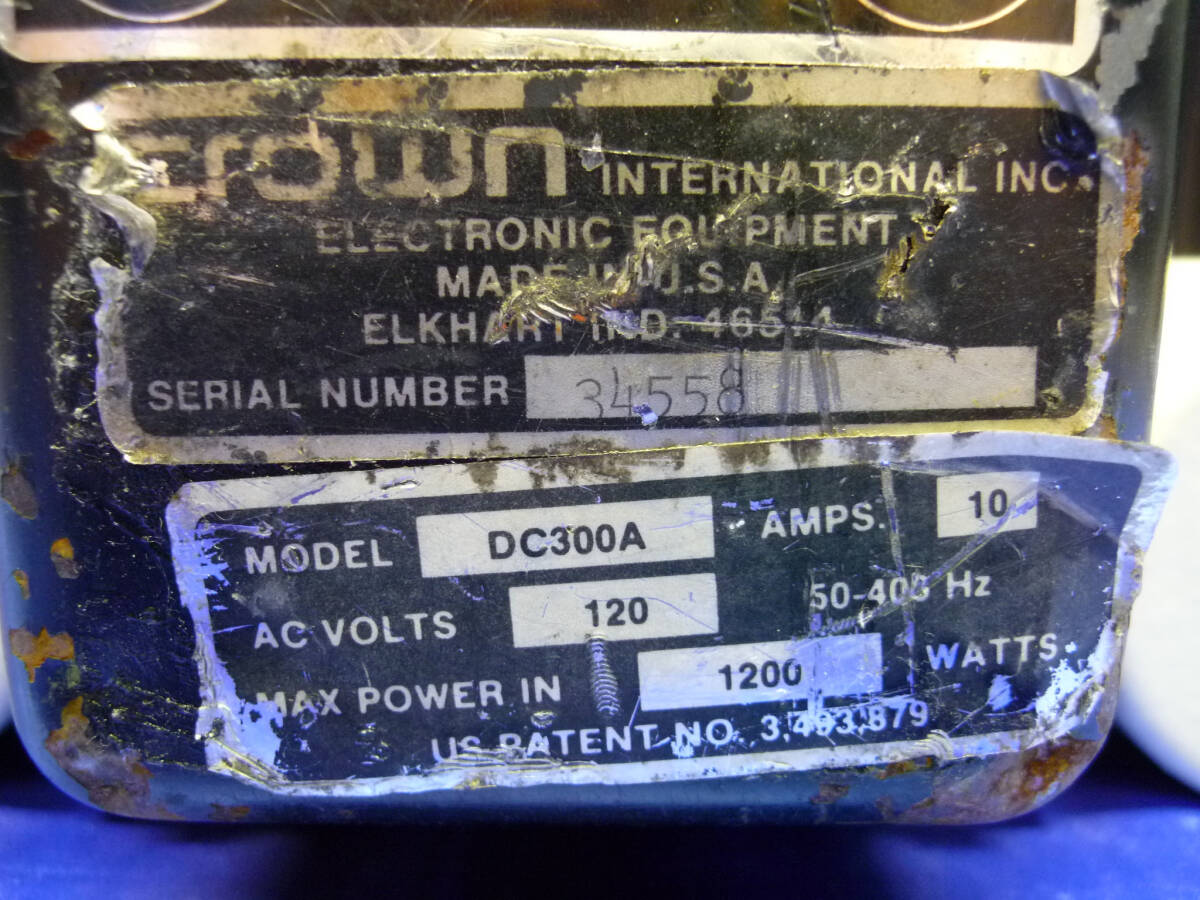 crown INTERNATIONAL INC.
ELECTRONIC EQUIPMENT
MADE IN U.S.A.
ELKHART IND. 46514
SERIAL NUMBER 34558
MODEL DC300A AMPS. 10
AC VOLTS 120 50-400 Hz
MAX POWER IN 1200 WATTS
US PATENT NO. 3,493,879